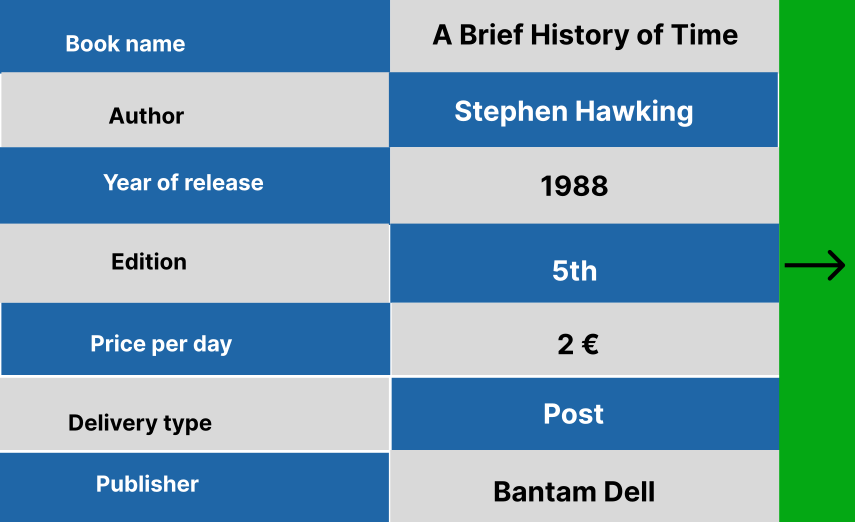 Book name
A Brief History of Time
Author
Stephen Hawking
Year of release
1988
Edition
5th
Price per day
2 €
Delivery type
Post
Publisher
Bantam Dell